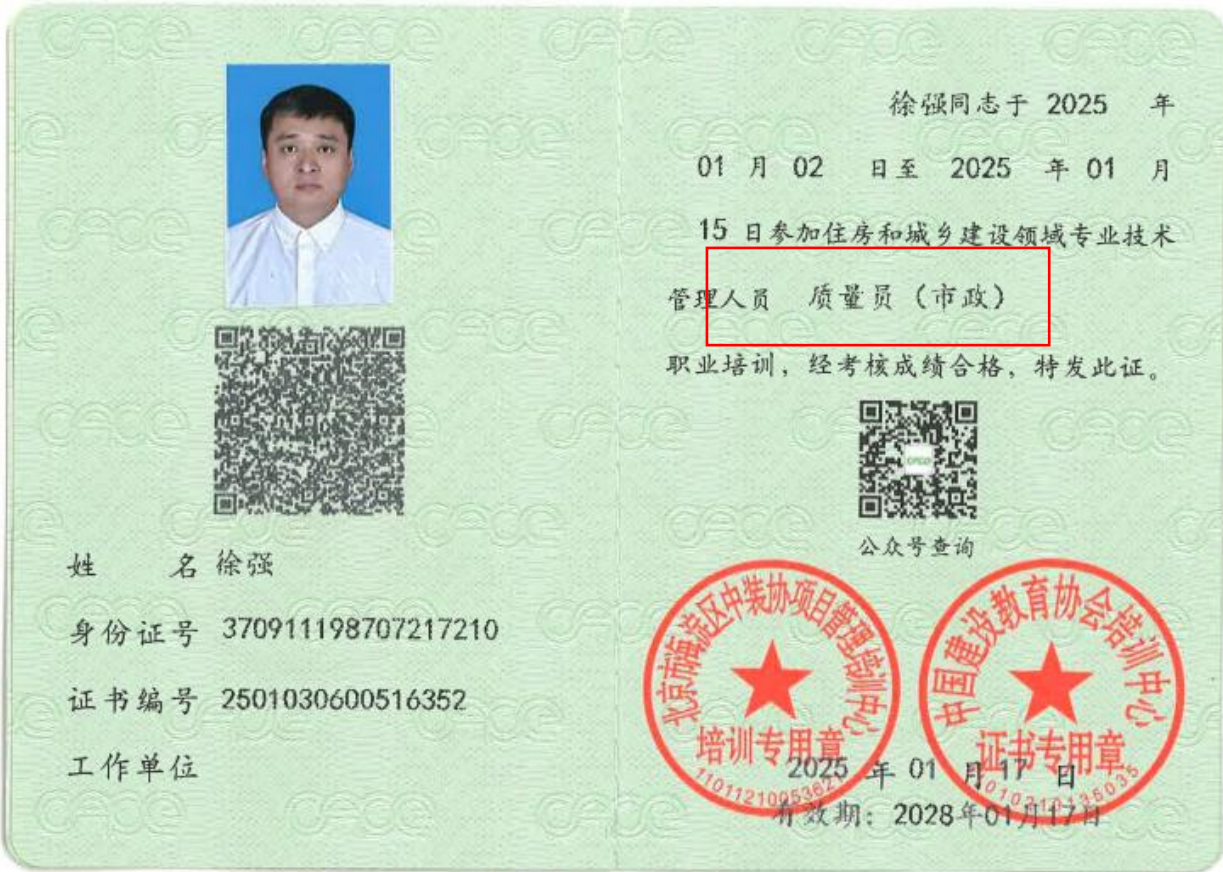 姓 名 徐强
身份证号 370911198707217210
证书编号 2501030600516352
工作单位
徐强同志于 2025 年
01 月 02 日至 2025 年 01 月
15 日参加住房和城乡建设领域专业技术
管理人员 质量员（市政）
职业培训，经考核成绩合格，特发此证。
公众号查询
北京市海淀区中装协项目管理培训中心
培训专用章
中国建设教育协会培训中心
证书专用章
2025 年 01 月 17 日
有效期：2028年01月17日